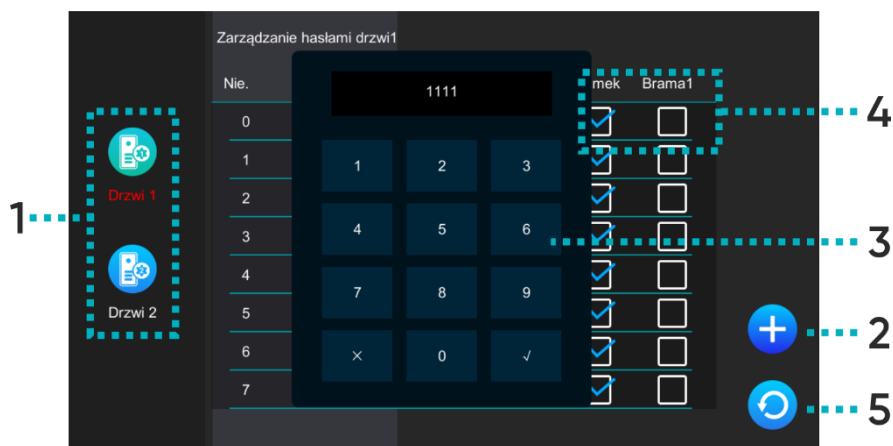 Zarządzanie hasłami drzwi1
Nie.
1111
mek Brama1
4
0
1
1 2 3
Drzwi 1
2
1
4 5 6
3
3
4
7 8 9
Drzwi 2
5
2
6
× 0 √
7
5